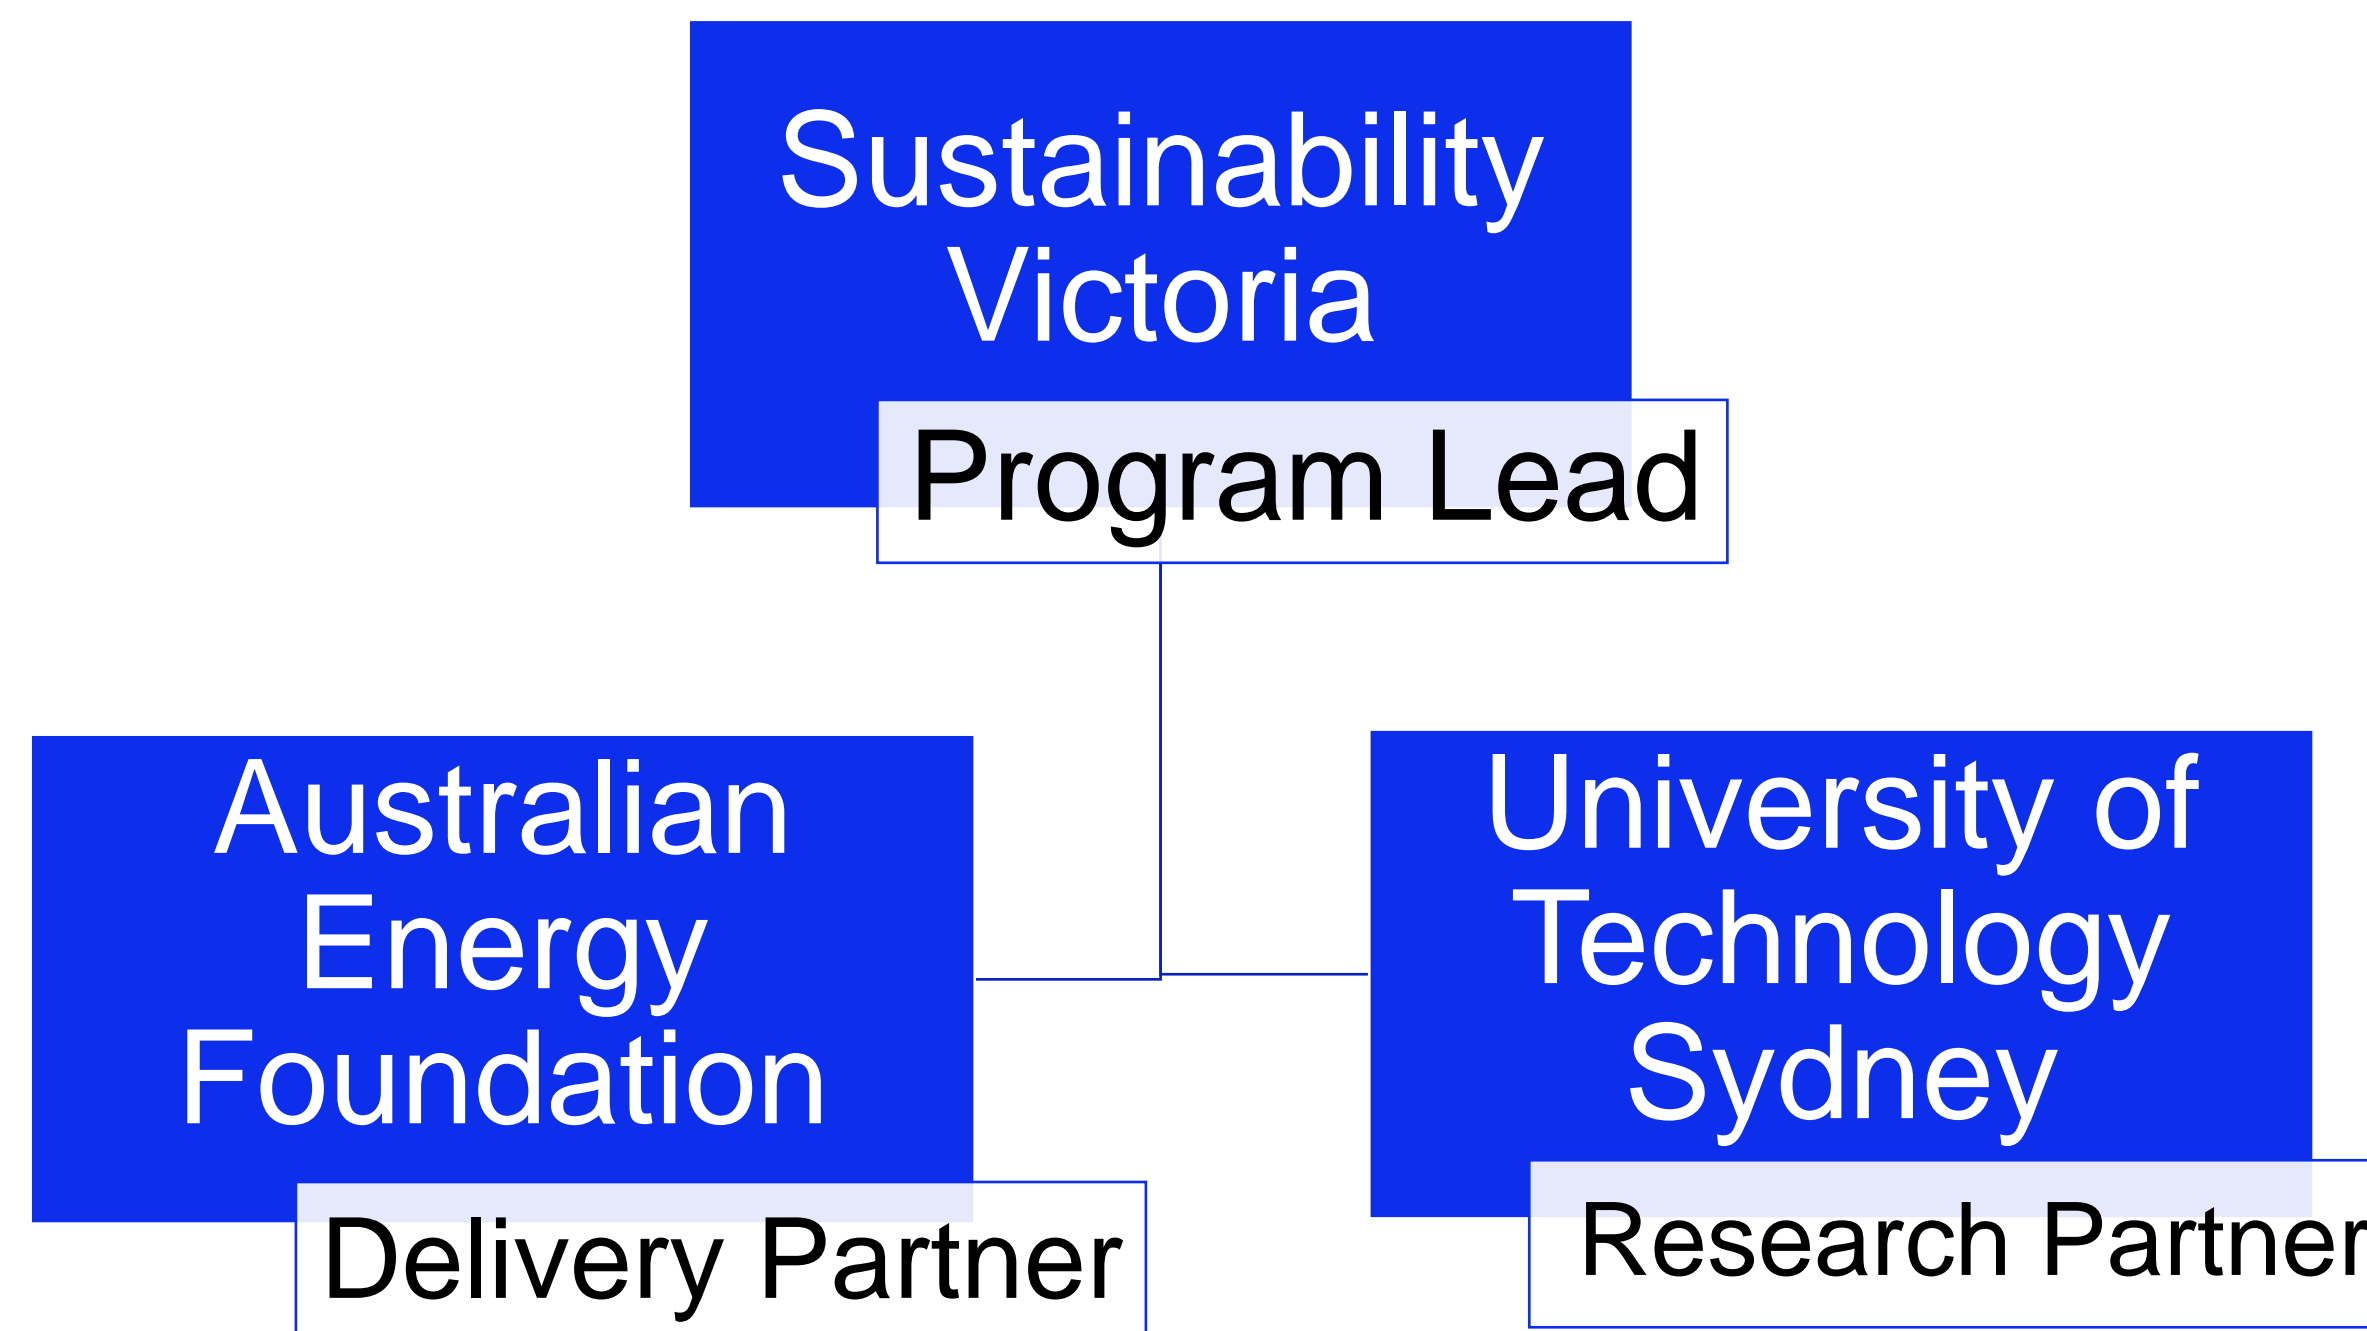 Sustainability
Victoria
Program Lead
Australian
Energy
Foundation
Delivery Partner
University of
Technology
Sydney
Research Partner